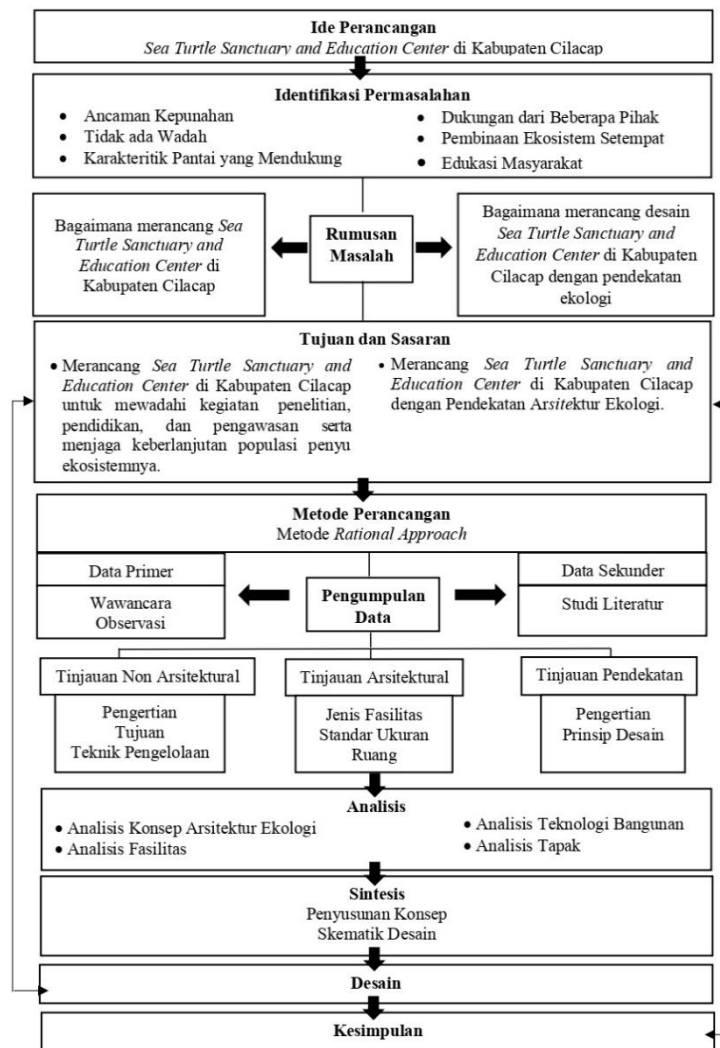 Ide Perancangan
Sea Turtle Sanctuary and Education Center di Kabupaten Cilacap
Identifikasi Permasalahan
• Ancaman Kepunahan
• Tidak ada Wadah
• Karakteritik Pantai yang Mendukung
• Dukungan dari Beberapa Pihak
• Pembinaan Ekosistem Setempat
• Edukasi Masyarakat
Bagaimana merancang Sea
Turtle Sanctuary and
Education Center di
Kabupaten Cilacap
Rumusan
Masalah
Bagaimana merancang desain
Sea Turtle Sanctuary and
Education Center di Kabupaten
Cilacap dengan pendekatan
ekologi
Tujuan dan Sasaran
• Merancang Sea Turtle Sanctuary and
Education Center di Kabupaten Cilacap
untuk mewadahi kegiatan penelitian,
pendidikan, dan pengawasan serta
menjaga keberlanjutan populasi penyu
ekosistemnya.
• Merancang Sea Turtle Sanctuary and
Education Center di Kabupaten Cilacap
dengan Pendekatan Arsitektur Ekologi.
Metode Perancangan
Metode Rational Approach
Data Primer
Wawancara
Observasi
Pengumpulan
Data
Data Sekunder
Studi Literatur
Tinjauan Non Arsitektural
Pengertian
Tujuan
Teknik Pengelolaan
Tinjauan Arsitektural
Jenis Fasilitas
Standar Ukuran
Ruang
Tinjauan Pendekatan
Pengertian
Prinsip Desain
Analisis
• Analisis Konsep Arsitektur Ekologi
• Analisis Fasilitas
• Analisis Teknologi Bangunan
• Analisis Tapak
Sintesis
Penyusunan Konsep
Skematik Desain
Desain
Kesimpulan